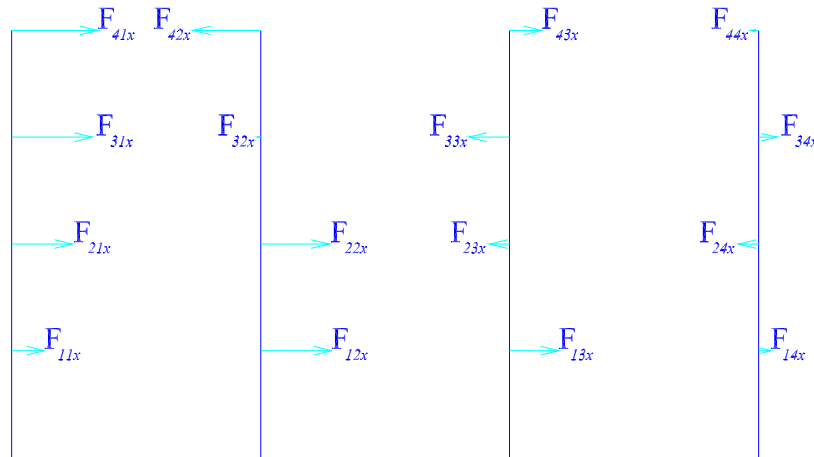 F41x F42x F43x F44x
F31x F32x F33x F34x
F21x F22x F23x F24x
F11x F12x F13x F14x